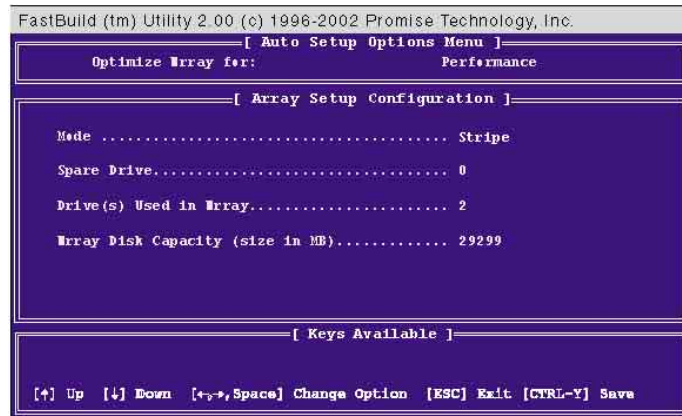 FastBuild (tm) Utility 2.00 (c) 1996-2002 Promise Technology, Inc.
[ Auto Setup Options Menu ]
Optimize Array for: Performance
[ Array Setup Configuration ]
Mode ........................................ Stripe
Spare Drive.................................. 0
Drive(s) Used in Array....................... 2
Array Disk Capacity (size in MB)............. 29299
[ Keys Available ]
[↑] Up [↓] Down [←,→,Space] Change Option [ESC] Exit [CTRL-Y] Save